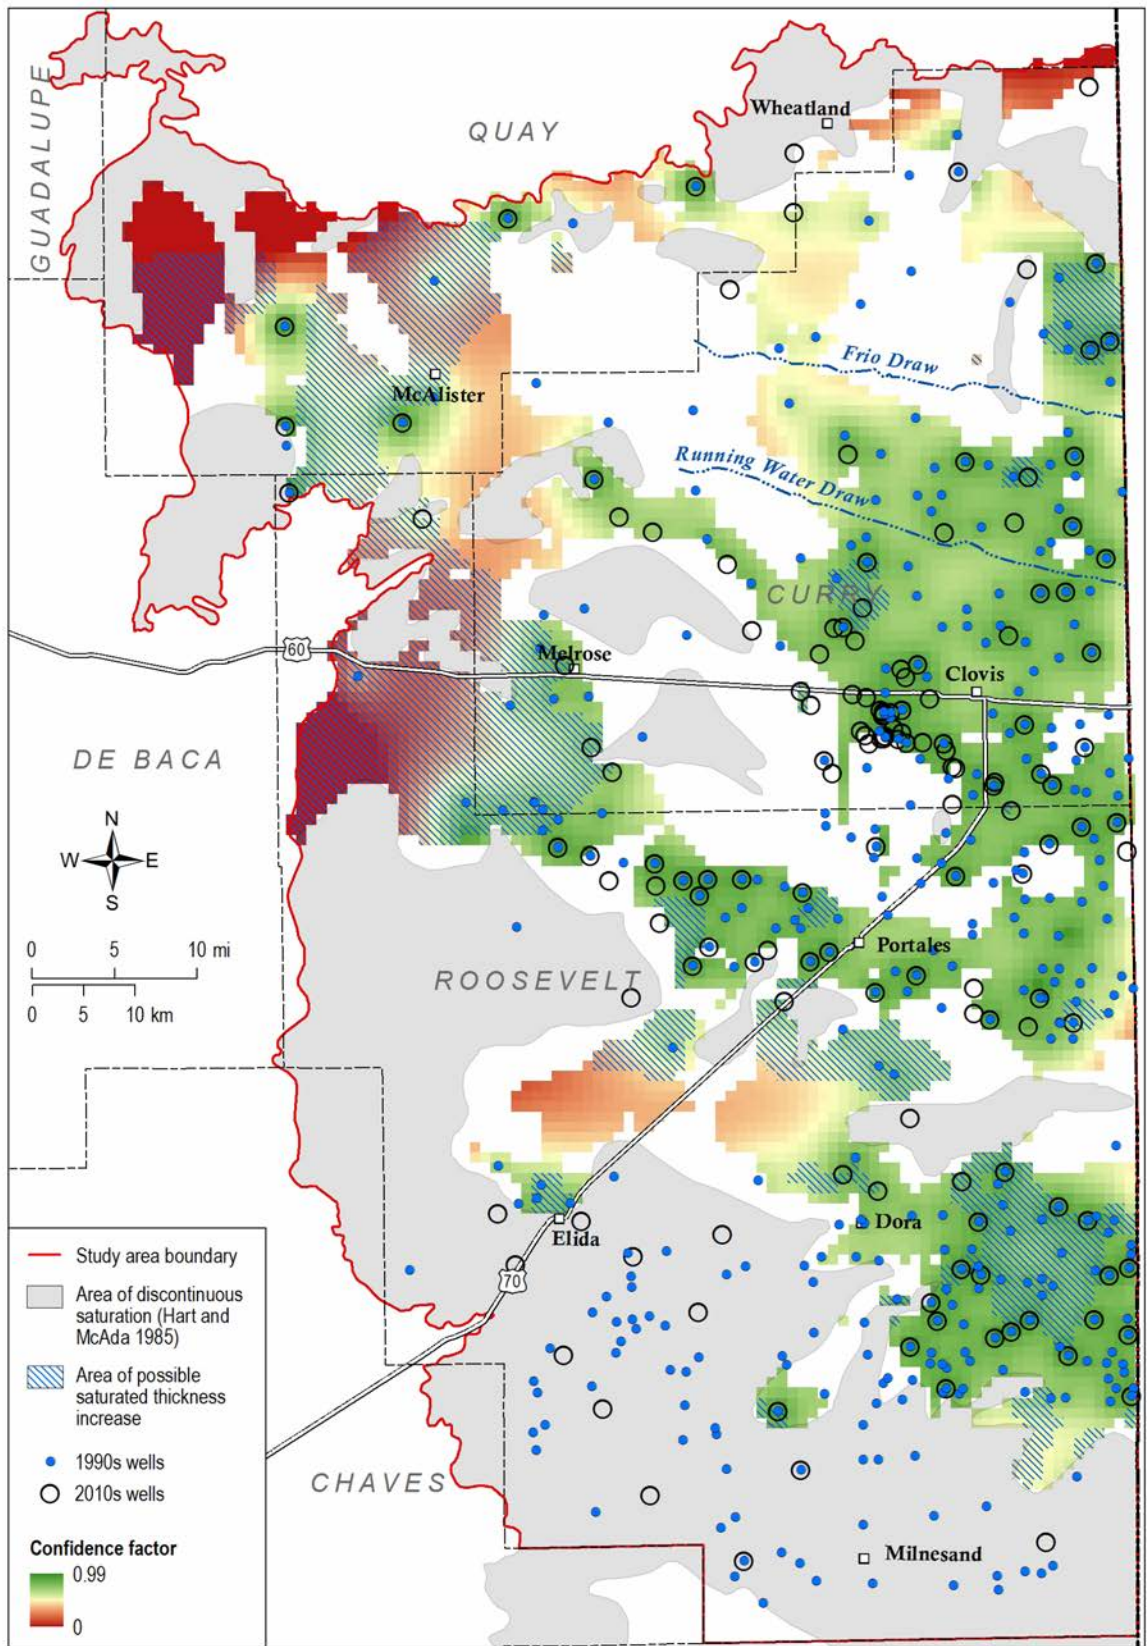 GUADALUPE
QUAY
Wheatland
McAlister
Frio Draw
Running Water Draw
CURRY
60
Melrose
Clovis
DE BACA
N
W
E
S
0 5 10 mi
0 5 10 km
Portales
ROOSEVELT
Elida
Dora
70
CHAVES
Milnesand
Study area boundary
Area of discontinuous
saturation (Hart and
McAda 1985)
Area of possible
saturated thickness
increase
1990s wells
2010s wells
Confidence factor
0.99
0